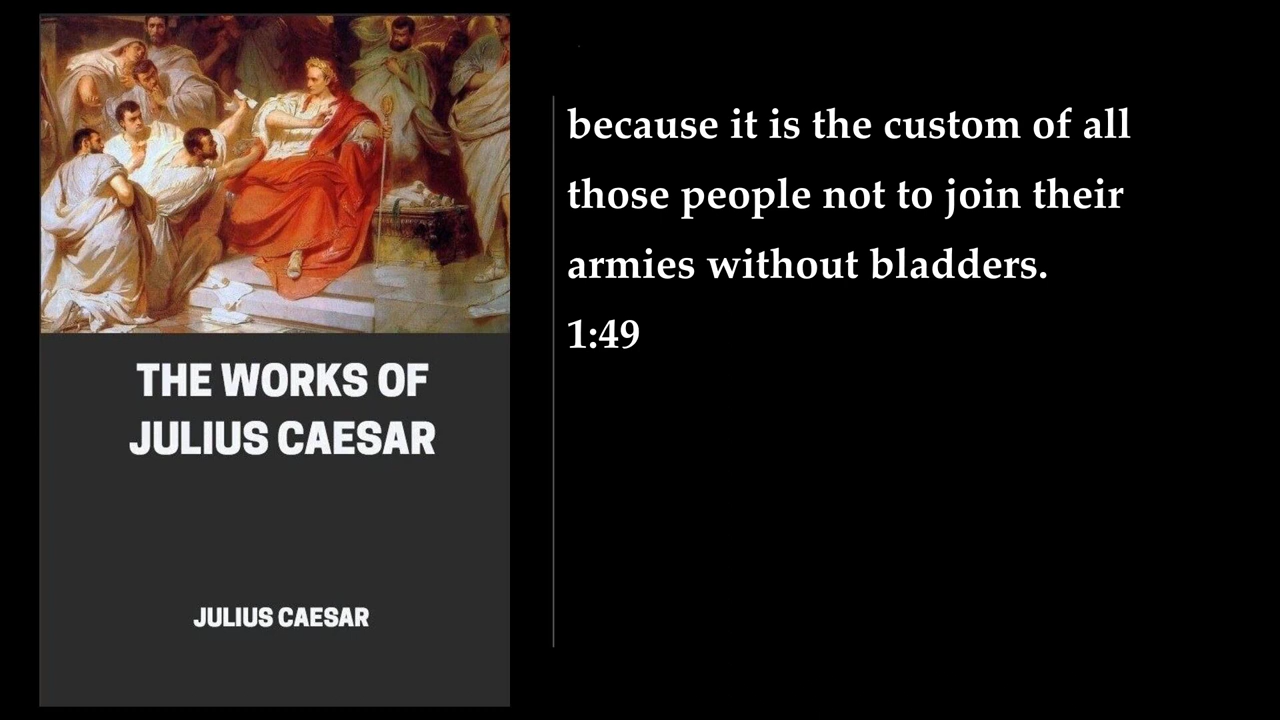 THE WORKS OF
JULIUS CAESAR
JULIUS CAESAR
because it is the custom of all
those people not to join their
armies without bladders.
1:49